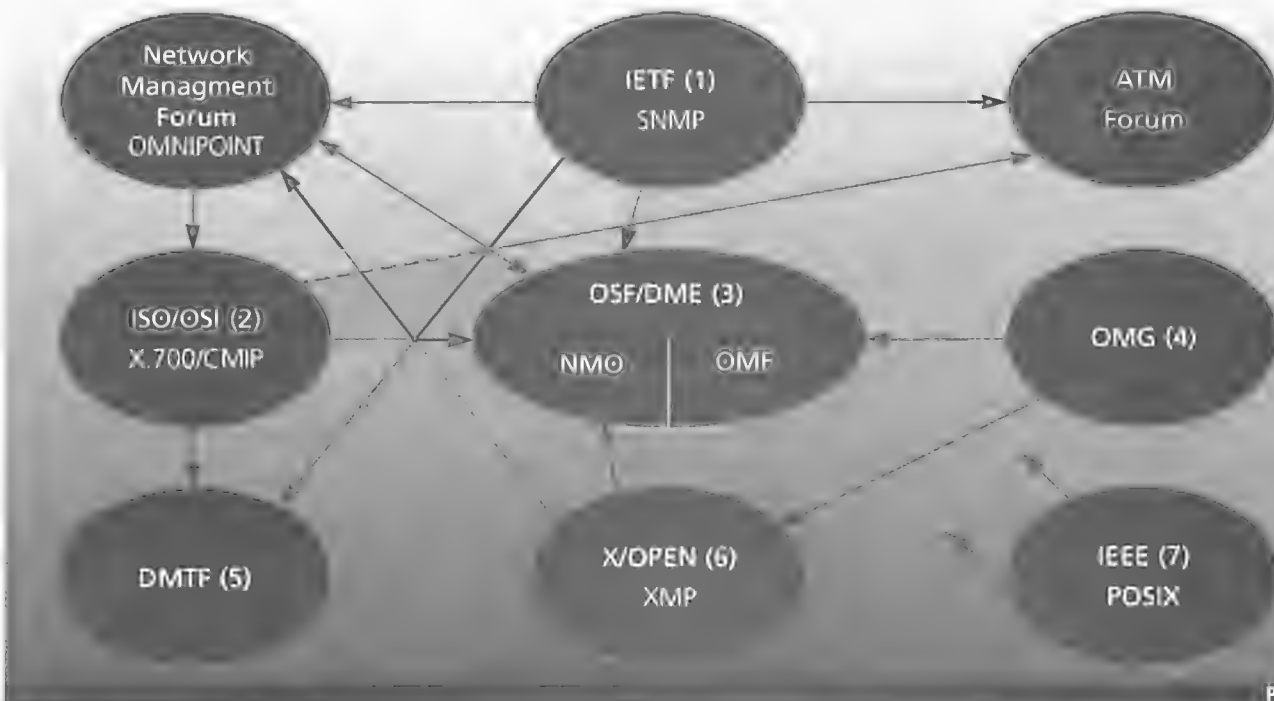 Network
Managment
Forum
OMNIPOINT
IETF (1)
SNMP
ATM
Forum
ISO/OSI (2)
X.700/CMIP
OSF/DME (3)
NMO
OMF
OMG (4)
DMTF (5)
X/OPEN (6)
XMP
IEEE (7)
POSIX